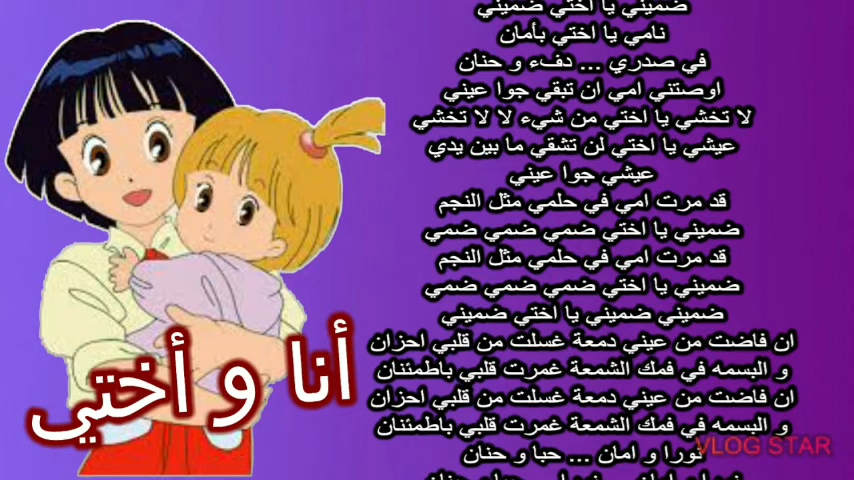 ضميني يا اختي ضميني
نامي يا اختي بأمان
في صدري ... دفء و حنان
اوصتني امي ان تبقي جوا عيني
لا تخشي يا اختي من شيء لا لا تخشي
عيشي يا اختي لن تشقي ما بين يدي
عيشي جوا عيني
قد مرت امي في حلمي مثل النجم
ضميني يا اختي ضمي ضمي ضمي
قد مرت امي في حلمي مثل النجم
ضميني يا اختي ضمي ضمي ضمي
ضميني ضميني يا اختي ضميني
ان فاضت من عيني دمعة غسلت من قلبي احزان
و البسمه في فمك الشمعة غمرت قلبي باطمئنان
ان فاضت من عيني دمعة غسلت من قلبي احزان
و البسمه في فمك الشمعة غمرت قلبي باطمئنان
نورا و امان ... حبا و حنان
أنا و أختي
VLOG STAR